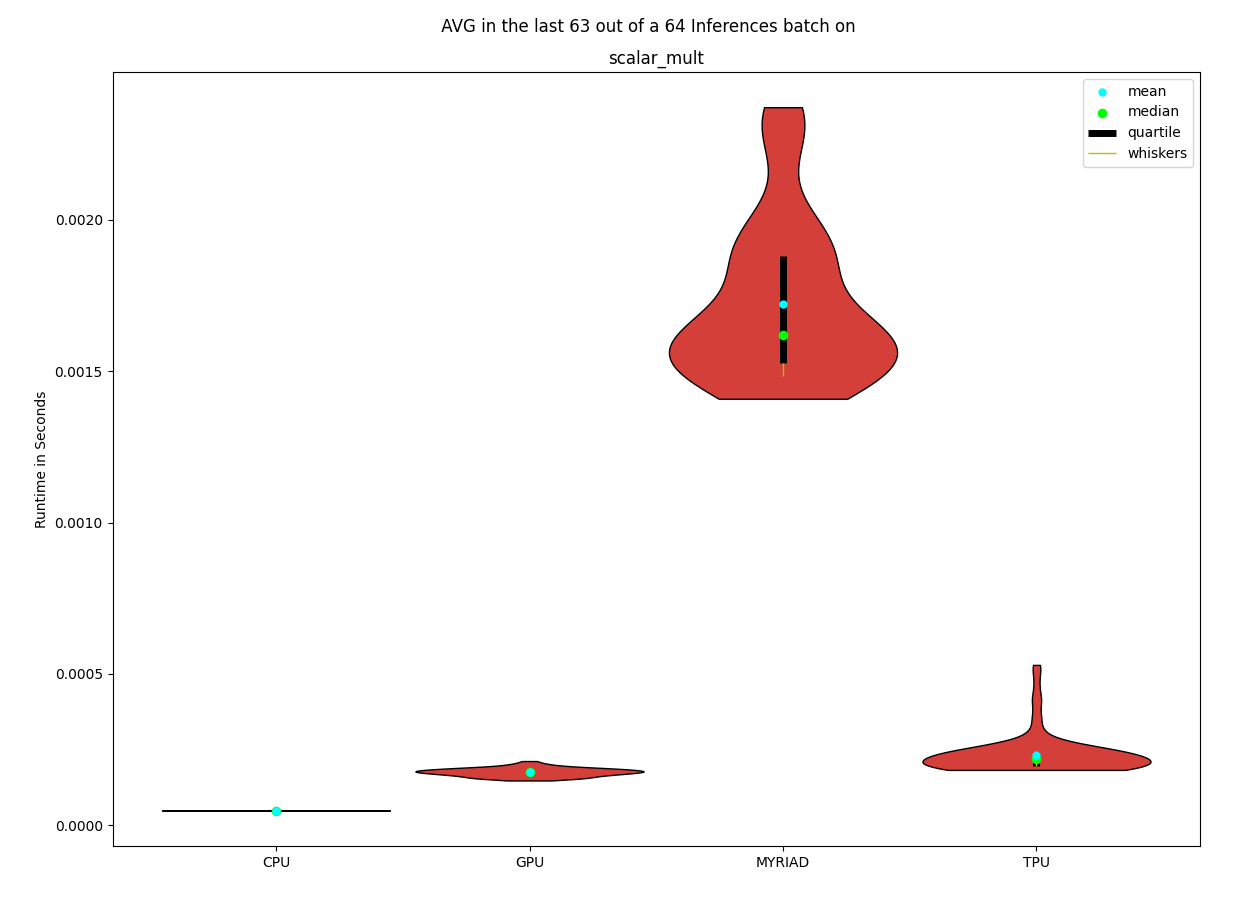 AVG in the last 63 out of a 64 Inferences batch on
scalar_mult
mean
median
quartile
whiskers
Runtime in Seconds
0.0020
0.0015
0.0010
0.0005
0.0000
CPU GPU MYRIAD TPU